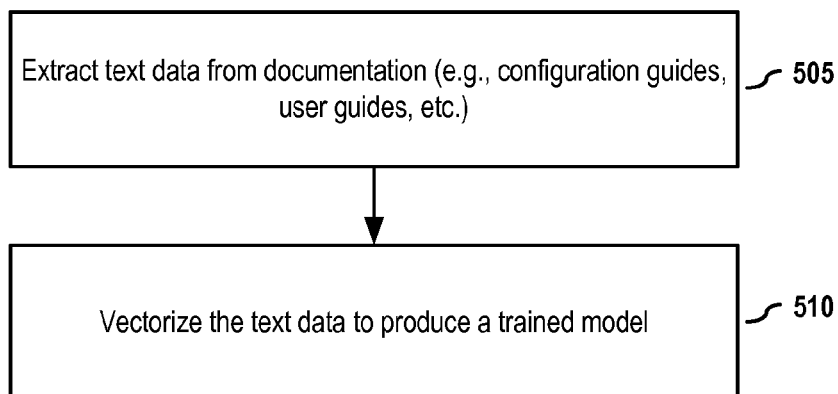 Extract text data from documentation (e.g., configuration guides,
user guides, etc.)
505
Vectorize the text data to produce a trained model
510